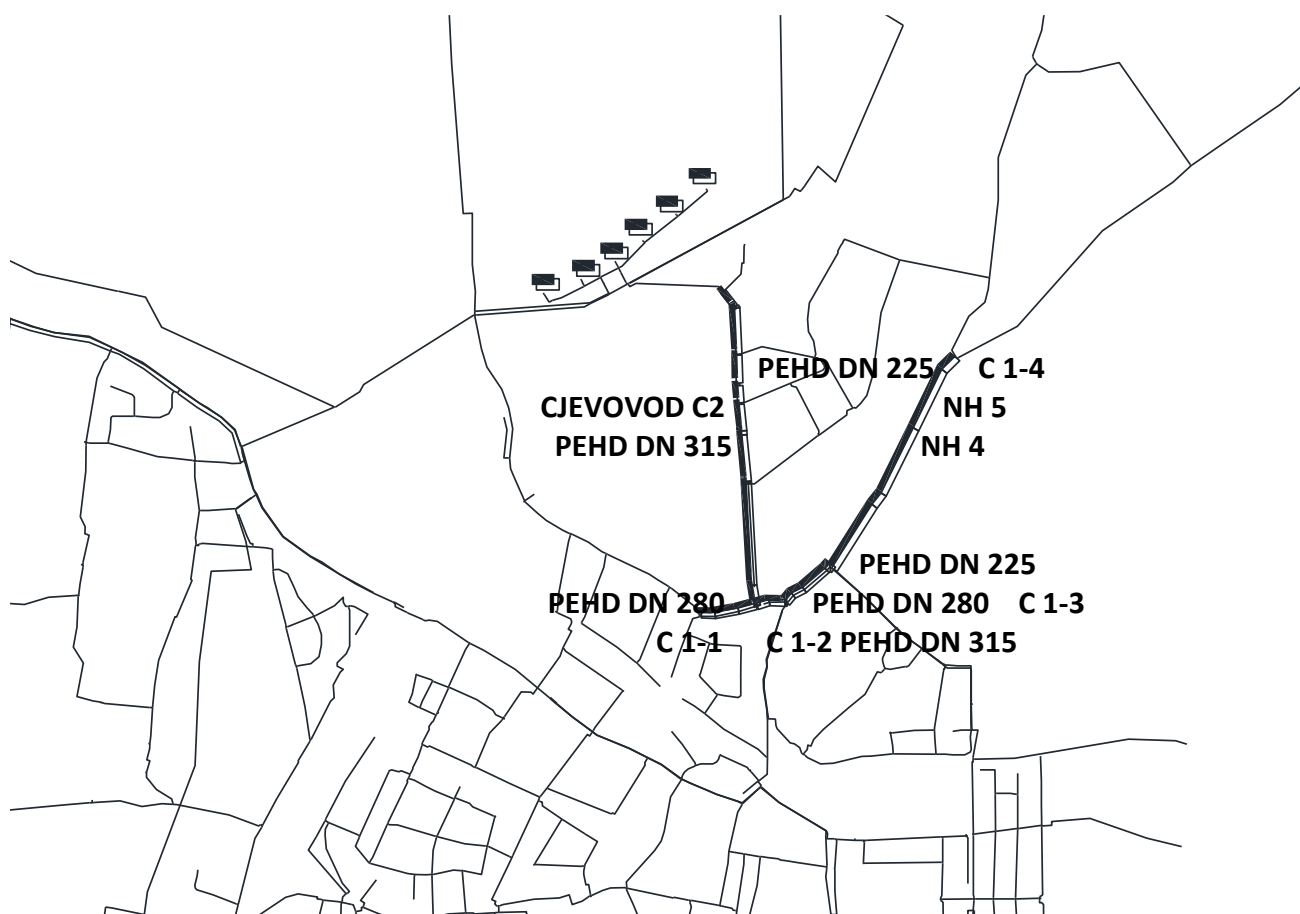 PEHD DN 225 C 1-4
CJEVOVOD C2
NH 5
PEHD DN 315
NH 4
PEHD DN 225
PEHD DN 280
PEHD DN 280 C 1-3
C 1-1
C 1-2 PEHD DN 315